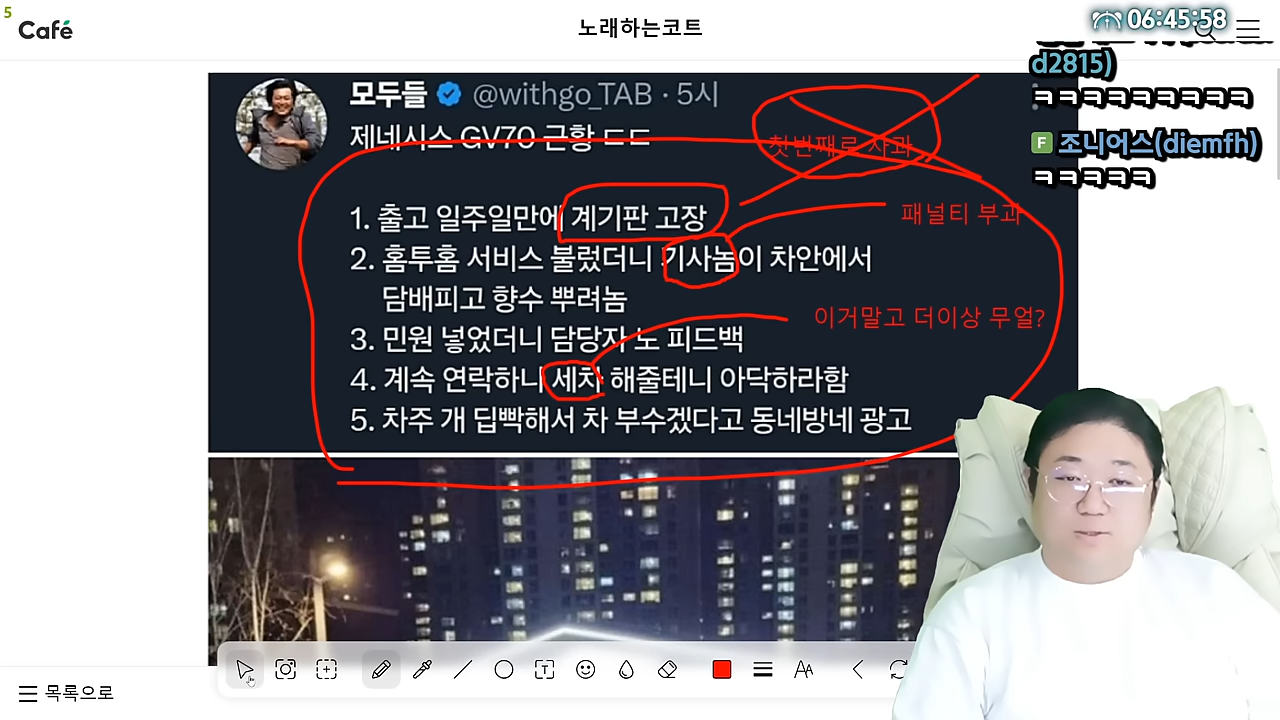 5
Café
노래하는코트
06:45:58
d2815)
ㅋㅋㅋㅋㅋㅋㅋㅋㅋ
F 조니어스(diemfh)
ㅋㅋㅋㅋㅋ
모두들 @withgo_TAB · 5시
제네시스 GV70 근황 ㄷㄷ
첫번째로 사과
1. 출고 일주일만에 계기판 고장
패널티 부과
2. 홈투홈 서비스 불렀더니 기사놈이 차안에서
담배피고 향수 뿌려놈
이거말고 더이상 무얼?
3. 민원 넣었더니 담당자 노 피드백
4. 계속 연락하니 세차 해줄테니 아닥하라함
5. 차주 개 딥빡해서 차 부수겠다고 동네방네 광고
목록으로